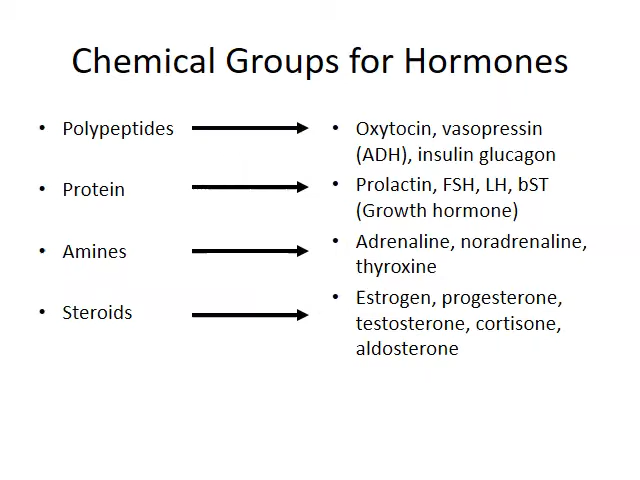 Chemical Groups for Hormones
• Polypeptides
• Protein
• Amines
• Steroids
• Oxytocin, vasopressin
(ADH), insulin glucagon
• Prolactin, FSH, LH, bST
(Growth hormone)
• Adrenaline, noradrenaline,
thyroxine
• Estrogen, progesterone,
testosterone, cortisone,
aldosterone